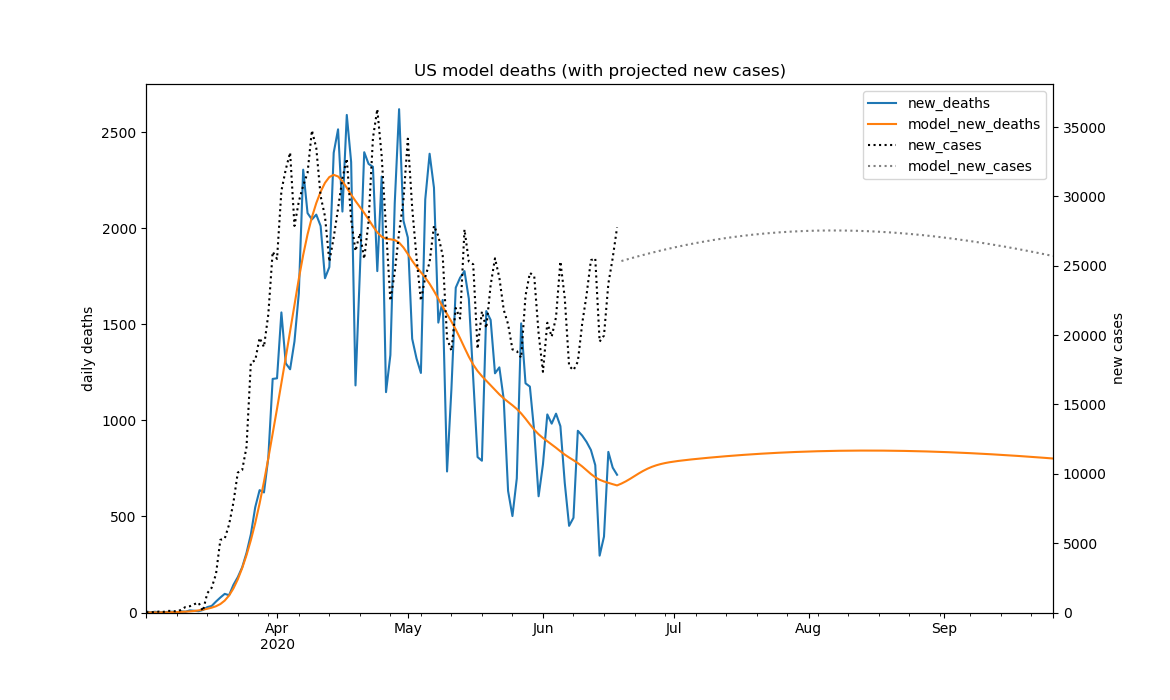 US model deaths (with projected new cases)
new_deaths
model_new_deaths
new_cases
model_new_cases
daily deaths
2500
2000
1500
1000
500
0
new cases
35000
30000
25000
20000
15000
10000
5000
0
Apr
2020
May
Jun
Jul
Aug
Sep